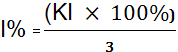 I% = (KI × 100%)
3